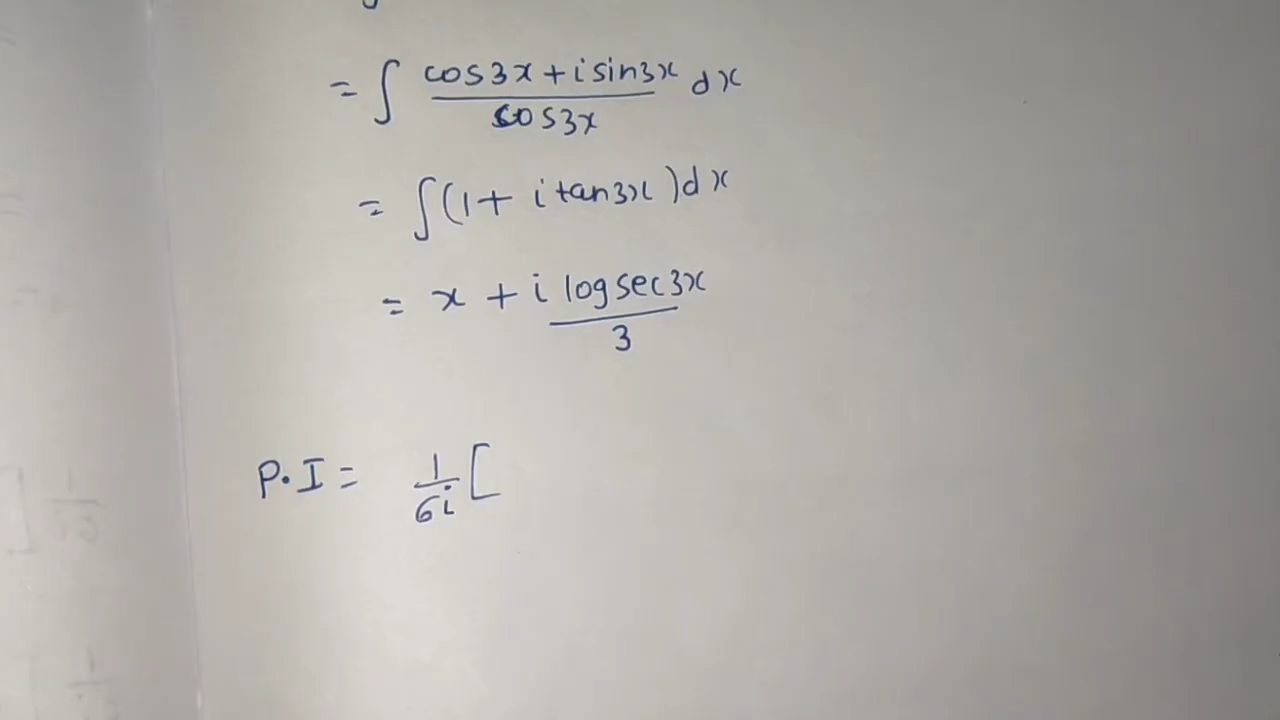 = ∫ cos3x + i sin3x / cos3x dx
= ∫(1 + i tan3x) dx
= x + i log sec3x / 3
P.I = 1/6i [